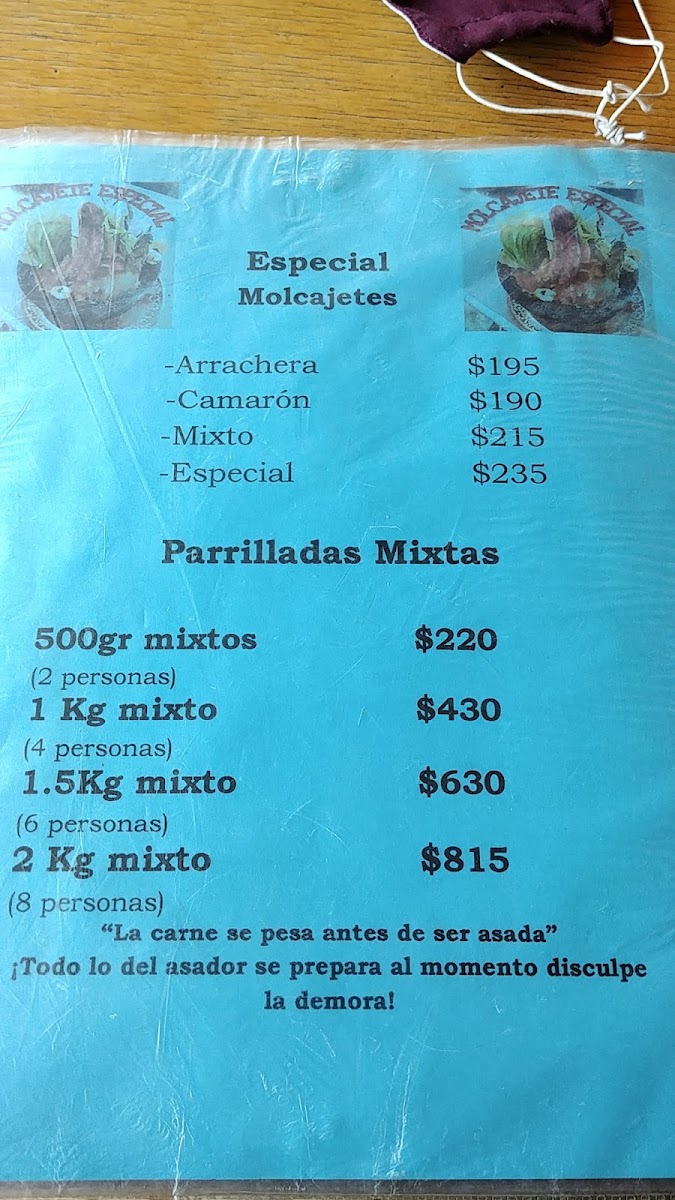 MOLCAJETE ESPECIAL
MOLCAJETE ESPECIAL
Especial
Molcajetes
-Arrachera $195
-Camarón $190
-Mixto $215
-Especial $235
Parrilladas Mixtas
500gr mixtos $220
(2 personas)
1 Kg mixto $430
(4 personas)
1.5Kg mixto $630
(6 personas)
2 Kg mixto $815
(8 personas)
“La carne se pesa antes de ser asada”
¡Todo lo del asador se prepara al momento disculpe
la demora!